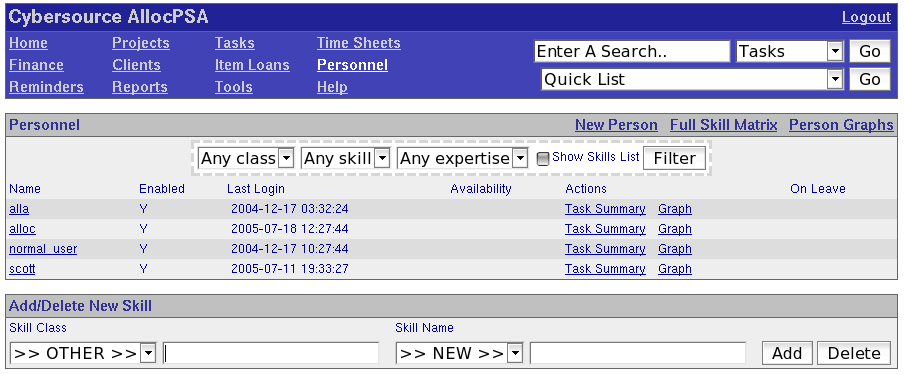 Cybersource AllocPSA Logout
Home Projects Tasks Time Sheets Enter A Search.. Tasks Go
Finance Clients Item Loans Personnel Quick List Go
Reminders Reports Tools Help
Personnel New Person Full Skill Matrix Person Graphs
Any class Any skill Any expertise Show Skills List Filter
Name Enabled Last Login Availability Actions On Leave
alla Y 2004-12-17 03:32:24 Task Summary Graph
alloc Y 2005-07-18 12:27:44 Task Summary Graph
normal_user Y 2004-12-17 10:27:44 Task Summary Graph
scott Y 2005-07-11 19:33:27 Task Summary Graph
Add/Delete New Skill
Skill Class Skill Name
>> OTHER >> >> NEW >> Add Delete